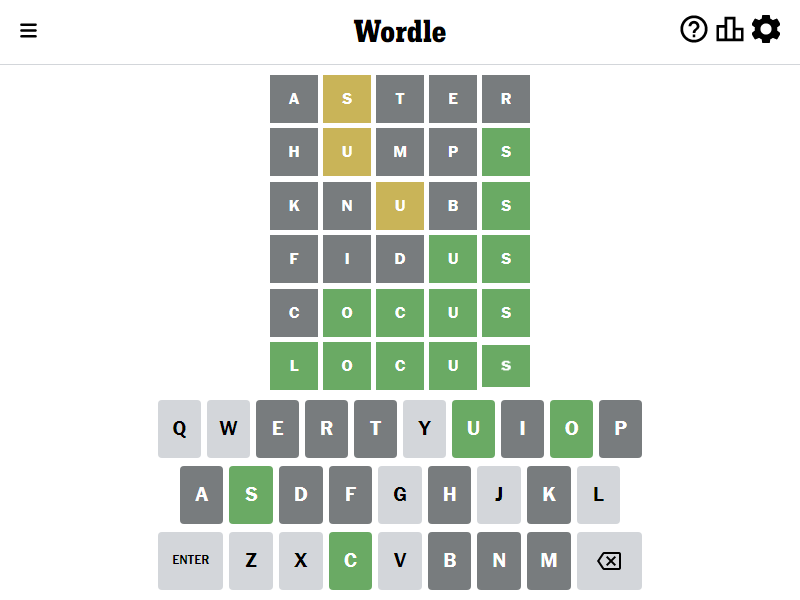 Wordle
A S T E R
H U M P S
K N U B S
F I D U S
C O C U S
L O C U S
Q W E R T Y U I O P
A S D F G H J K L
ENTER Z X C V B N M